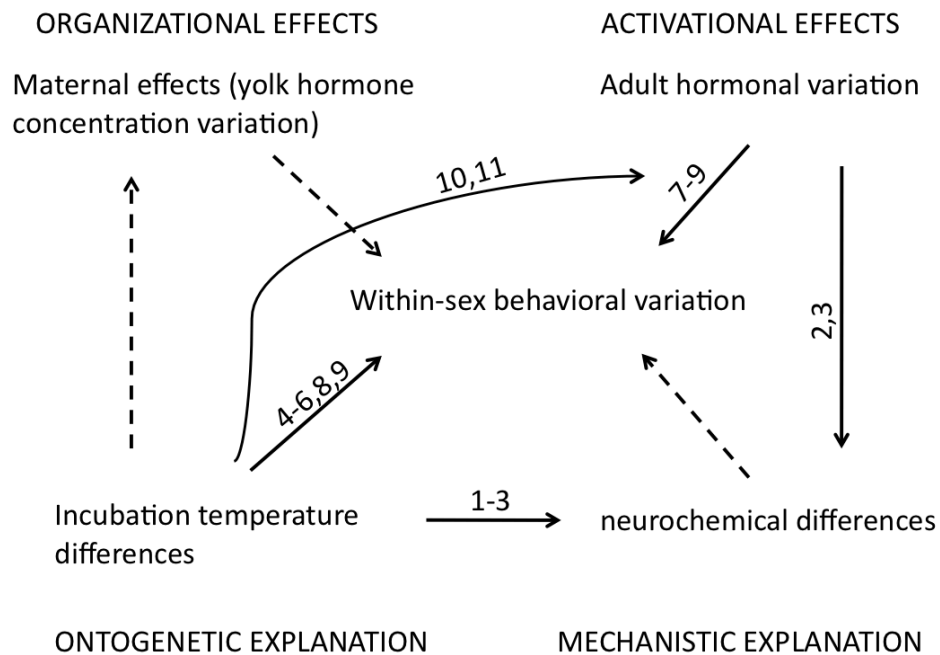 ORGANIZATIONAL EFFECTS
ACTIVATIONAL EFFECTS
Maternal effects (yolk hormone
concentration variation)
Adult hormonal variation
10,11
7-9
Within-sex behavioral variation
2,3
4-6,8,9
1-3
Incubation temperature
differences
neurochemical differences
ONTOGENETIC EXPLANATION
MECHANISTIC EXPLANATION